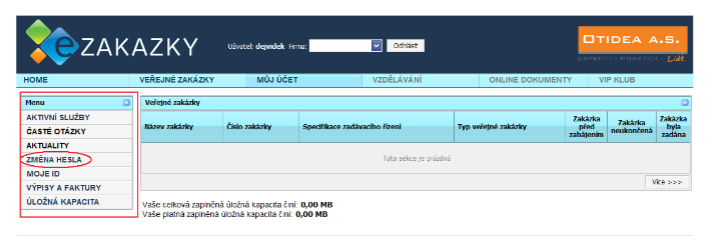 eZAKAZKY
Uživatel: dejvidek Firma: Odhlásit
OTIDEA A.S.
EXPERTI - PRAKTICI - Lidé
HOME VEŘEJNÉ ZAKÁZKY MŮJ ÚČET VZDĚLÁVÁNÍ ONLINE DOKUMENTY VIP KLUB
Menu
AKTIVNÍ SLUŽBY
ČASTÉ OTÁZKY
AKTUALITY
ZMĚNA HESLA
MOJE ID
VÝPISY A FAKTURY
ÚLOŽNÁ KAPACITA
Veřejné zakázky
Název zakázky Číslo zakázky Specifikace zadávacího řízení Typ veřejné zakázky Zakázka před zahájením Zakázka neukončená Zakázka byla zadána
Tato sekce je prázdná
Více >>>
Vaše celková zaplněná úložná kapacita činí: 0,00 MB
Vaše platná zaplněná úložná kapacita činí: 0,00 MB